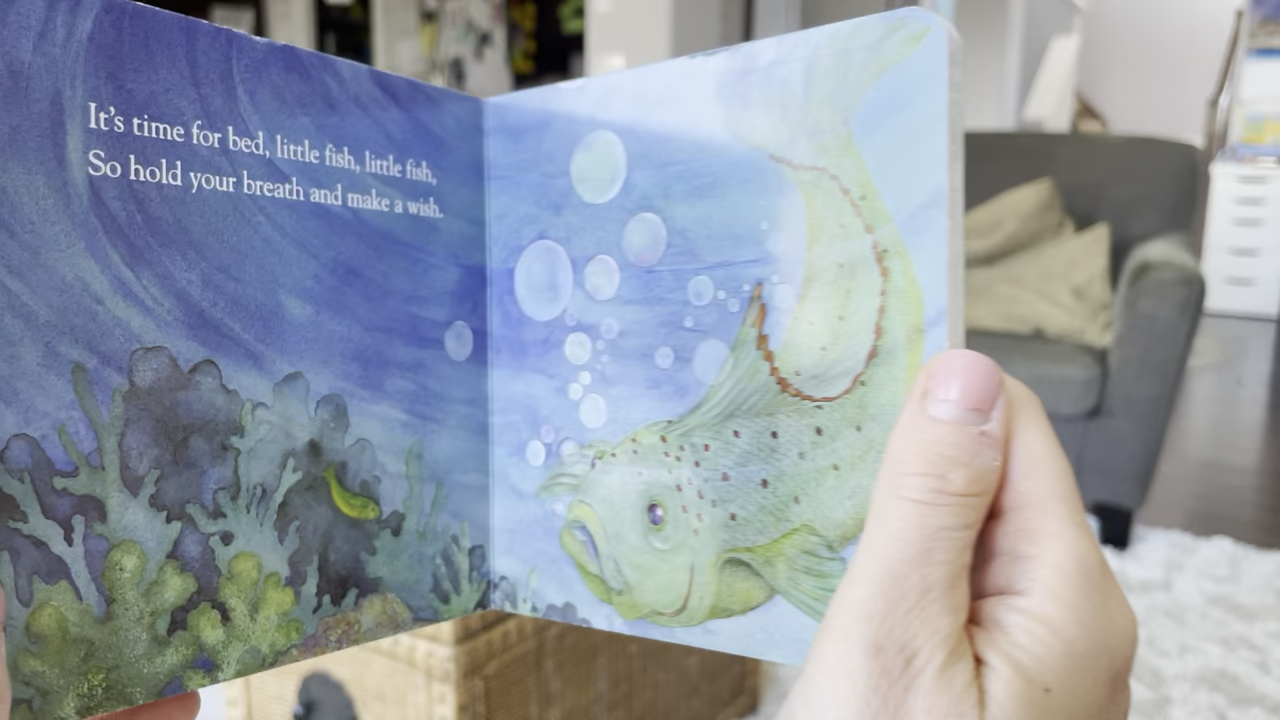 It's time for bed, little fish, little fish,
So hold your breath and make a wish.